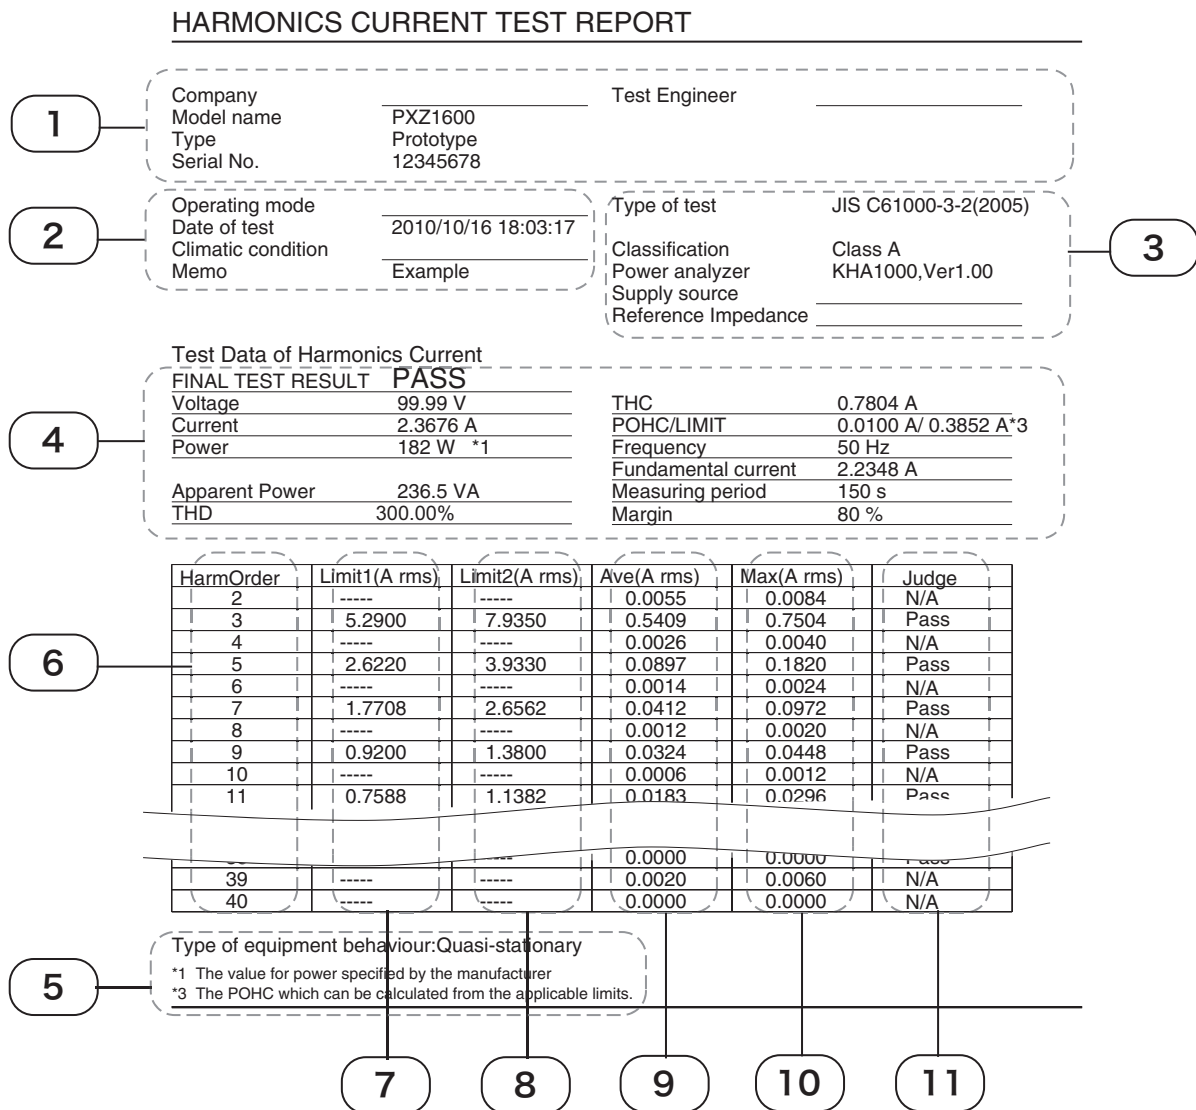 HARMONICS CURRENT TEST REPORT
1
Company Test Engineer
Model name PXZ1600
Type Prototype
Serial No. 12345678
2
Operating mode
Date of test 2010/10/16 18:03:17
Climatic condition
Memo Example
Type of test JIS C61000-3-2(2005)
Classification Class A
Power analyzer KHA1000,Ver1.00
Supply source
Reference Impedance
3
Test Data of Harmonics Current
4
FINAL TEST RESULT PASS
Voltage 99.99 V
Current 2.3676 A
Power 182 W *1
Apparent Power 236.5 VA
THD 300.00%
THC 0.7804 A
POHC/LIMIT 0.0100 A/ 0.3852 A*3
Frequency 50 Hz
Fundamental current 2.2348 A
Measuring period 150 s
Margin 80 %
6
HarmOrder Limit1(A rms) Limit2(A rms) Ave(A rms) Max(A rms) Judge
2 ----- ----- 0.0055 0.0084 N/A
3 5.2900 7.9350 0.5409 0.7504 Pass
4 ----- ----- 0.0026 0.0040 N/A
5 2.6220 3.9330 0.0897 0.1820 Pass
6 ----- ----- 0.0014 0.0024 N/A
7 1.7708 2.6562 0.0412 0.0972 Pass
8 ----- ----- 0.0012 0.0020 N/A
9 0.9200 1.3800 0.0324 0.0448 Pass
10 ----- ----- 0.0006 0.0012 N/A
11 0.7588 1.1382 0.0183 0.0296 Pass
0.0000 0.0000 Pass
39 ----- ----- 0.0020 0.0060 N/A
40 ----- ----- 0.0000 0.0000 N/A
5
Type of equipment behaviour:Quasi-stationary
*1 The value for power specified by the manufacturer
*3 The POHC which can be calculated from the applicable limits.
7 8 9 10 11